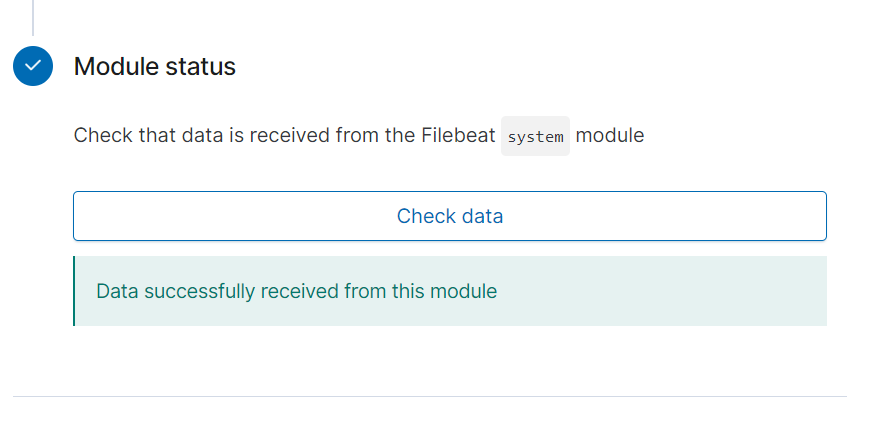 Module status
Check that data is received from the Filebeat system module
Check data
Data successfully received from this module